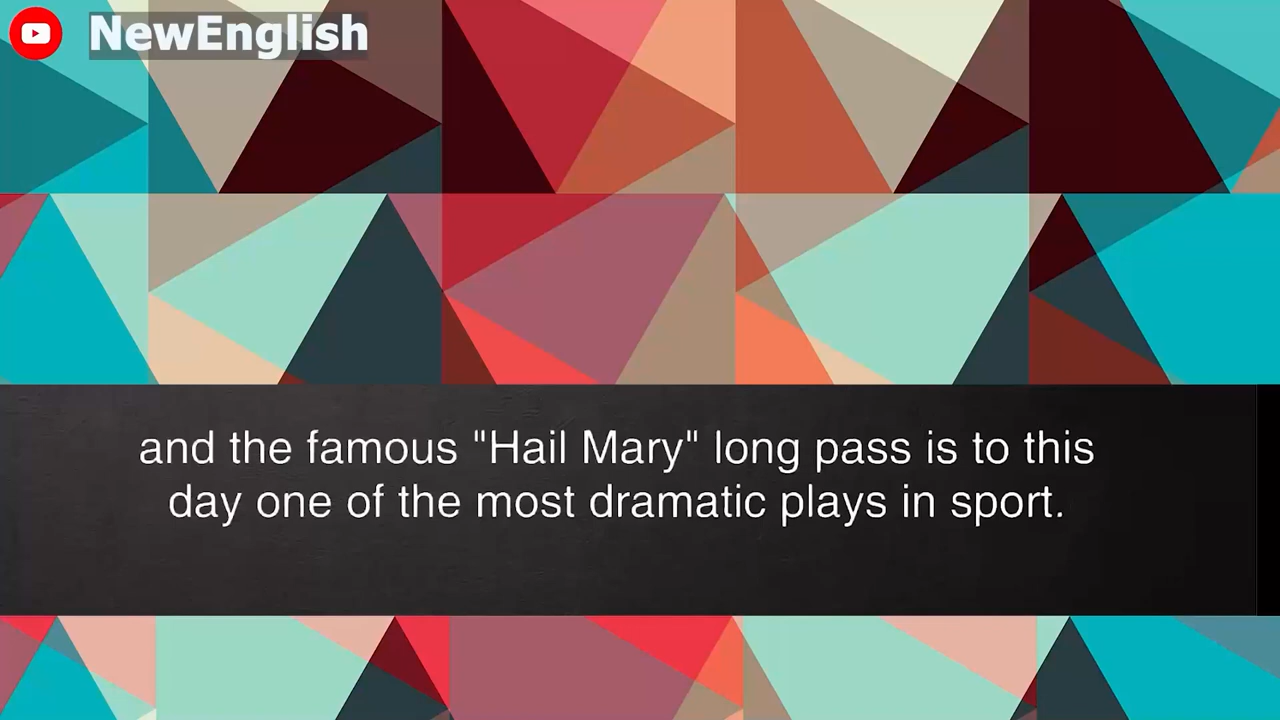 NewEnglish
and the famous "Hail Mary" long pass is to this
day one of the most dramatic plays in sport.